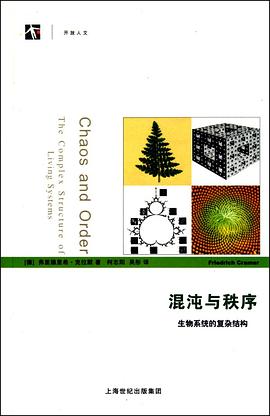 开放人文
Chaos and Order
The Complex Structure of
Living Systems
[德] 弗里德里希·克拉默 著 柯志阳 吴彤 译
Friedrich Cramer
混沌与秩序
生物系统的复杂结构
上海世纪出版集团